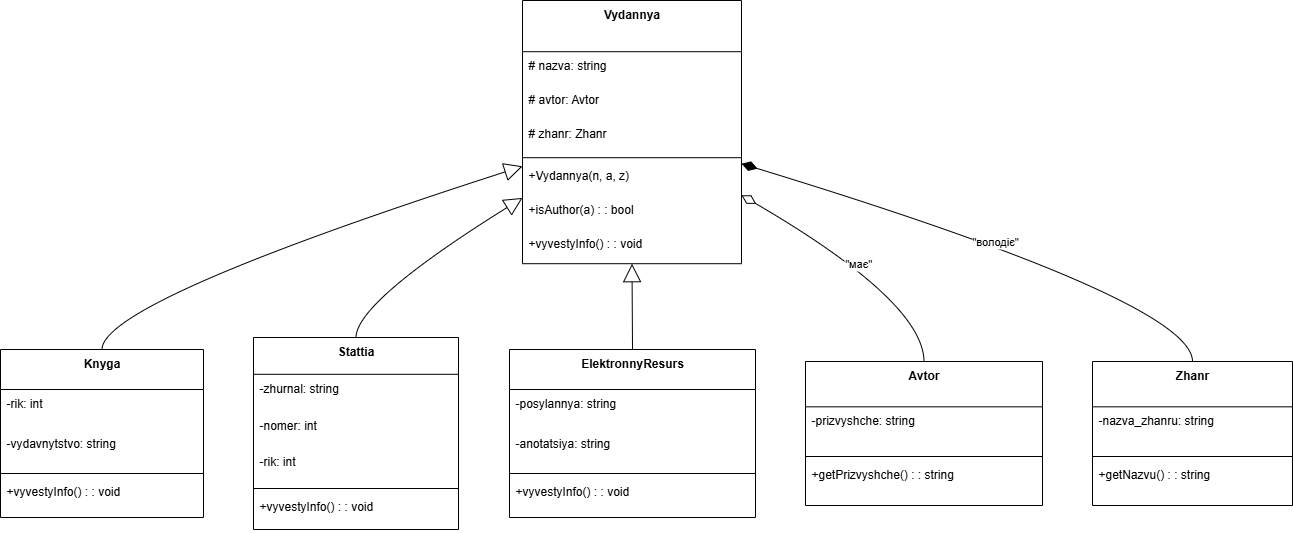 Vydannya
# nazva: string
# avtor: Avtor
# zhanr: Zhanr
+Vydannya(n, a, z)
+isAuthor(a) : : bool
+vyvestyInfo() : : void
"володіє"
"має"
Knyga
-rik: int
-vydavnytstvo: string
+vyvestyInfo() : : void
Stattia
-zhurnal: string
-nomer: int
-rik: int
+vyvestyInfo() : : void
ElektronnyResurs
-posylannya: string
-anotatsiya: string
+vyvestyInfo() : : void
Avtor
-prizvyshche: string
+getPrizvyshche() : : string
Zhanr
-nazva_zhanru: string
+getNazvu() : : string